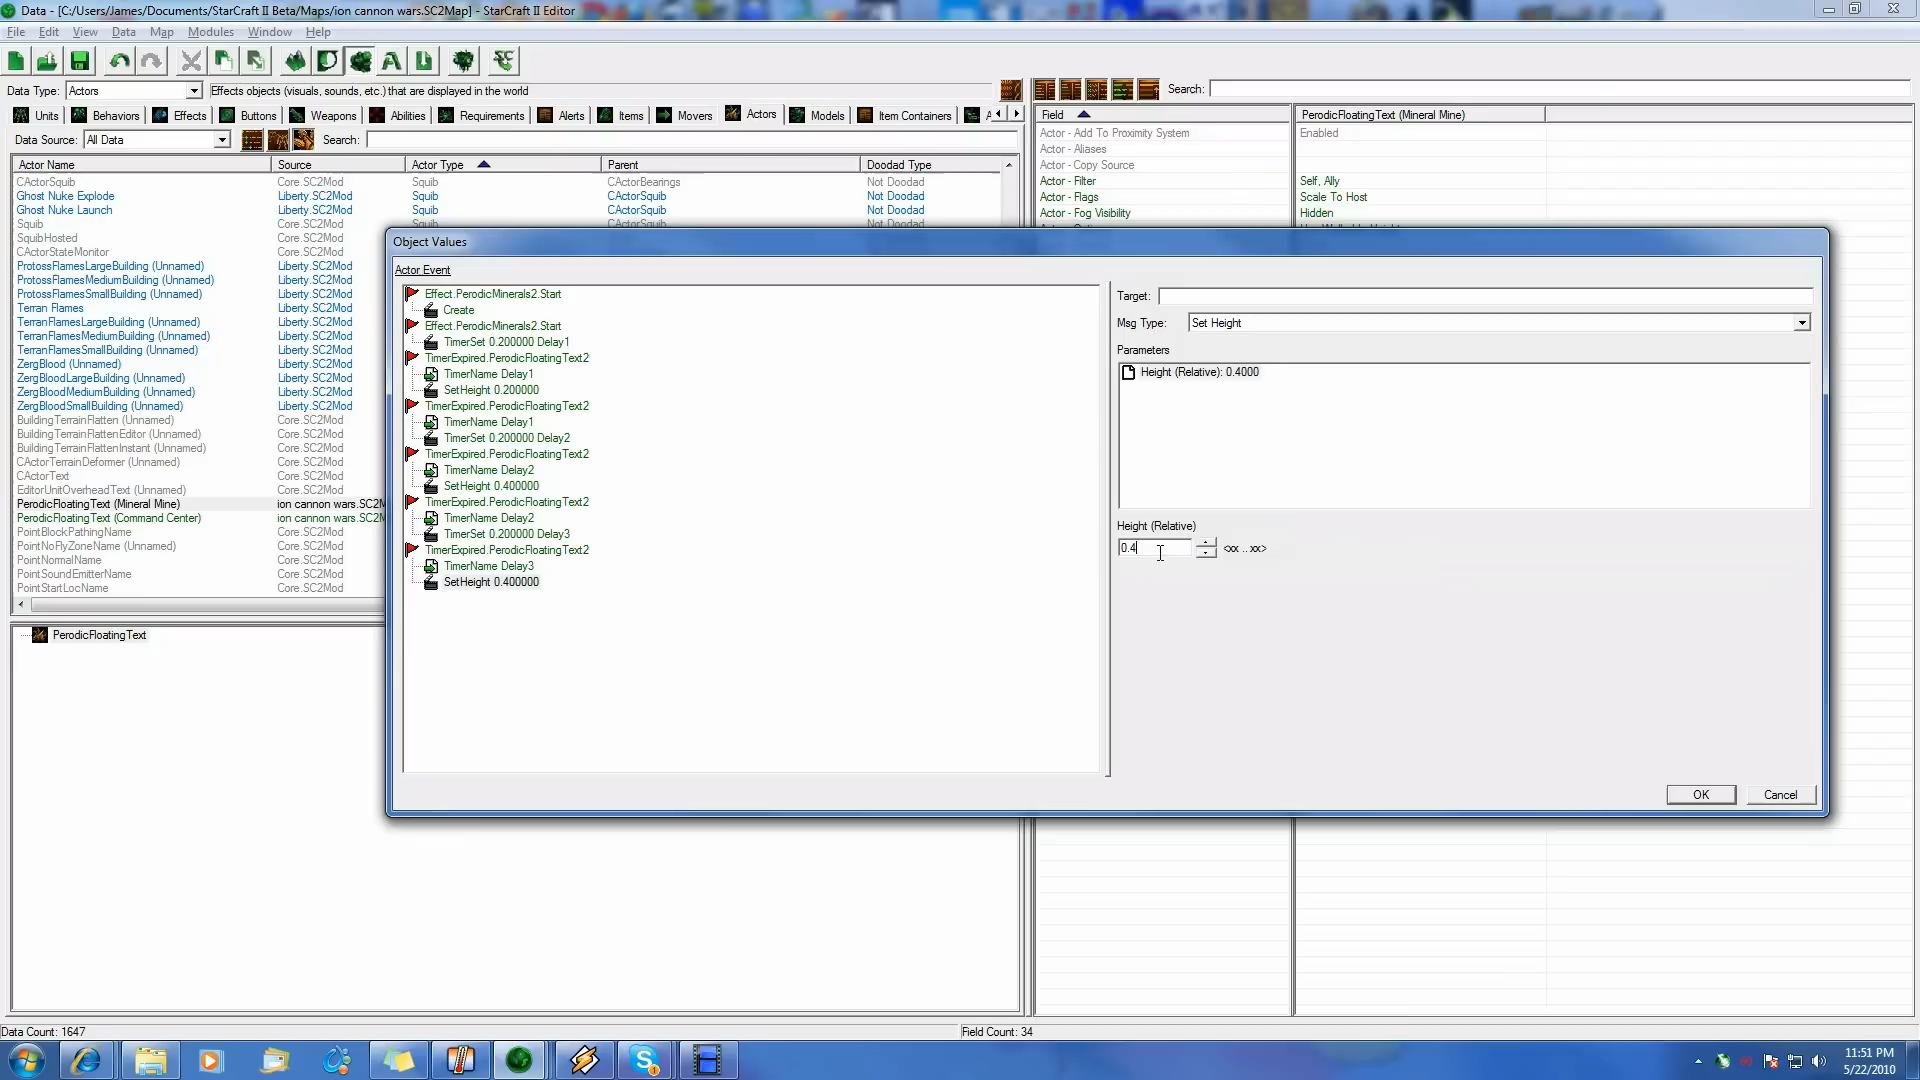 Data - [C:/Users/James/Documents/StarCraft II Beta/Maps/ion cannon wars.SC2Map] - StarCraft II Editor
File Edit View Data Map Modules Window Help
Data Type: Actors Effects objects (visuals, sounds, etc.) that are displayed in the world Search:
Units Behaviors Effects Buttons Weapons Abilities Requirements Alerts Items Movers Actors Models Item Containers A
Data Source: All Data Search:
Actor Name Source Actor Type Parent Doodad Type
CActorSquib Core.SC2Mod Squib CActorBearings Not Doodad
Ghost Nuke Explode Liberty.SC2Mod Squib CActorSquib Not Doodad
Ghost Nuke Launch Liberty.SC2Mod Squib CActorSquib Not Doodad
Squib Core.SC2Mod Squib CActorSquib Not Doodad
SquibHosted Core.SC2Mod
CActorStateMonitor Core.SC2Mod
ProtossFlamesLargeBuilding (Unnamed) Liberty.SC2Mod
ProtossFlamesMediumBuilding (Unnamed) Liberty.SC2Mod
ProtossFlamesSmallBuilding (Unnamed) Liberty.SC2Mod
Terran Flames Liberty.SC2Mod
TerranFlamesLargeBuilding (Unnamed) Liberty.SC2Mod
TerranFlamesMediumBuilding (Unnamed) Liberty.SC2Mod
TerranFlamesSmallBuilding (Unnamed) Liberty.SC2Mod
ZergBlood (Unnamed) Liberty.SC2Mod
ZergBloodLargeBuilding (Unnamed) Liberty.SC2Mod
ZergBloodMediumBuilding (Unnamed) Liberty.SC2Mod
ZergBloodSmallBuilding (Unnamed) Liberty.SC2Mod
BuildingTerrainFlatten (Unnamed) Core.SC2Mod
BuildingTerrainFlattenEditor (Unnamed) Core.SC2Mod
BuildingTerrainFlattenInstant (Unnamed) Core.SC2Mod
CActorTerrainDeformer (Unnamed) Core.SC2Mod
CActorText Core.SC2Mod
EditorUnitOverheadText (Unnamed) Core.SC2Mod
PerodicFloatingText (Mineral Mine) ion cannon wars.SC2M
PerodicFloatingText (Command Center) ion cannon wars.SC2M
PointBlockPathingName Core.SC2Mod
PointNoFlyZoneName (Unnamed) Core.SC2Mod
PointNormalName Core.SC2Mod
PointSoundEmitterName Core.SC2Mod
PointStartLocName Core.SC2Mod
PerodicFloatingText
Field PerodicFloatingText (Mineral Mine)
Actor - Add To Proximity System Enabled
Actor - Aliases
Actor - Copy Source
Actor - Filter Self, Ally
Actor - Flags Scale To Host
Actor - Fog Visibility Hidden
Object Values
Actor Event
Effect.PerodicMinerals2.Start
Create
Effect.PerodicMinerals2.Start
TimerSet 0.200000 Delay1
TimerExpired.PerodicFloatingText2
TimerName Delay1
SetHeight 0.200000
TimerExpired.PerodicFloatingText2
TimerName Delay1
TimerSet 0.200000 Delay2
TimerExpired.PerodicFloatingText2
TimerName Delay2
SetHeight 0.400000
TimerExpired.PerodicFloatingText2
TimerName Delay2
TimerSet 0.200000 Delay3
TimerExpired.PerodicFloatingText2
TimerName Delay3
SetHeight 0.400000
Target:
Msg Type: Set Height
Parameters
Height (Relative): 0.4000
Height (Relative)
0.4 <xx .. xx>
OK Cancel
Data Count: 1647 Field Count: 34
11:51 PM
5/22/2010